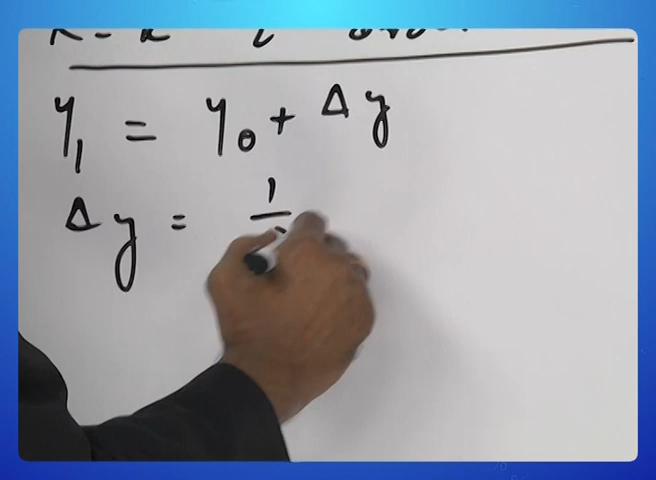 y₁ = y₀ + Δy
Δy = 1